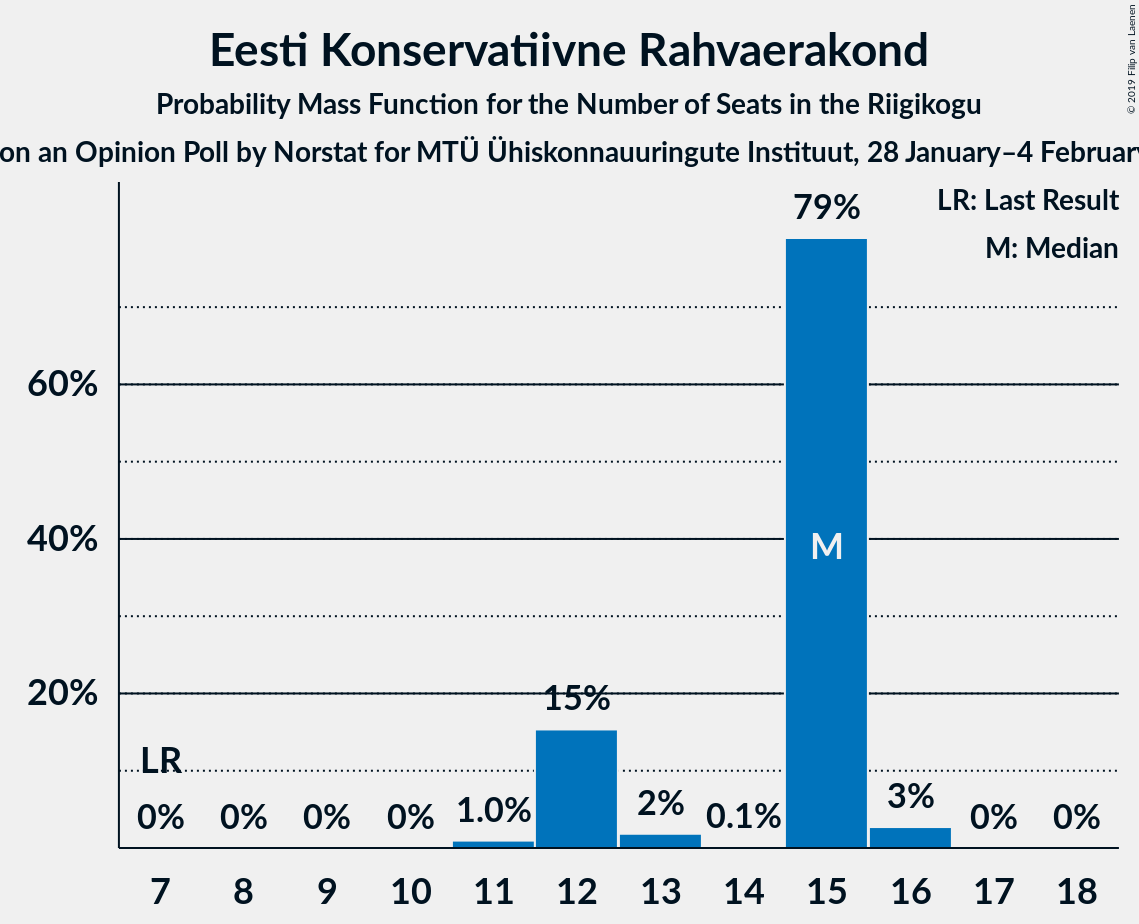 Eesti Konservatiivne Rahvaerakond
Probability Mass Function for the Number of Seats in the Riigikogu
on an Opinion Poll by Norstat for MTÜ Ühiskonnauuringute Instituut, 28 January–4 February
© 2019 Filip van Laenen
LR: Last Result
M: Median
79%
60%
40%
20%
M
15%
LR
0% 0% 0% 0% 1.0% 2% 0.1% 3% 0% 0%
7 8 9 10 11 12 13 14 15 16 17 18